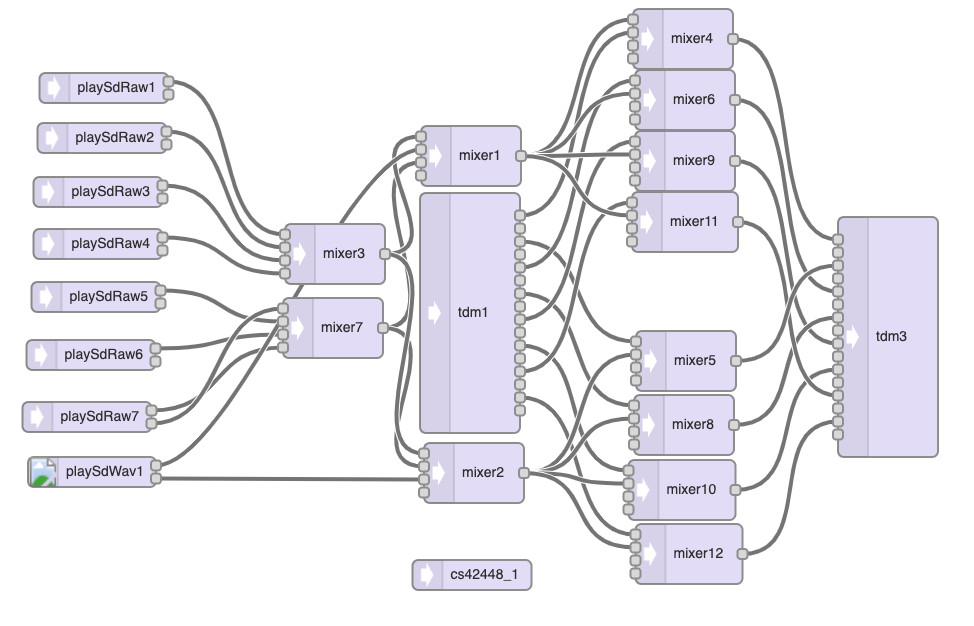 playSdRaw1
playSdRaw2
playSdRaw3
playSdRaw4
playSdRaw5
playSdRaw6
playSdRaw7
playSdWav1
mixer3
mixer7
mixer1
tdm1
mixer2
cs42448_1
mixer4
mixer6
mixer9
mixer11
mixer5
mixer8
mixer10
mixer12
tdm3